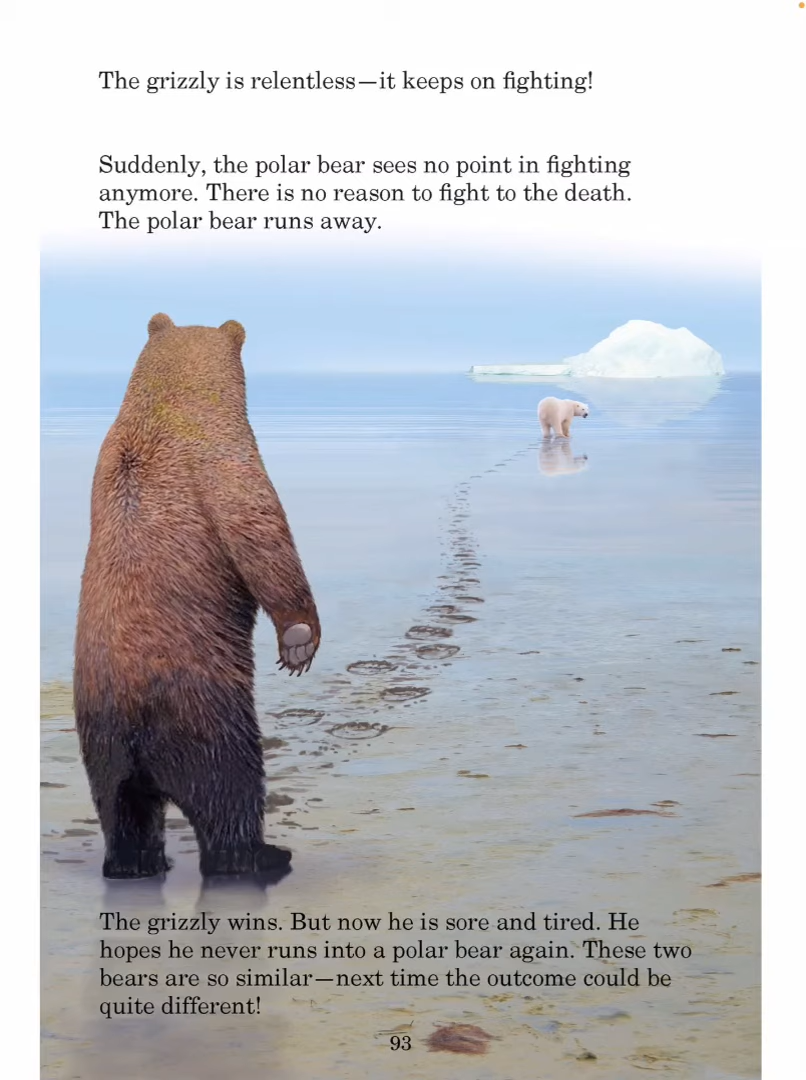 The grizzly is relentless—it keeps on fighting!
Suddenly, the polar bear sees no point in fighting
anymore. There is no reason to fight to the death.
The polar bear runs away.
The grizzly wins. But now he is sore and tired. He
hopes he never runs into a polar bear again. These two
bears are so similar—next time the outcome could be
quite different!
93